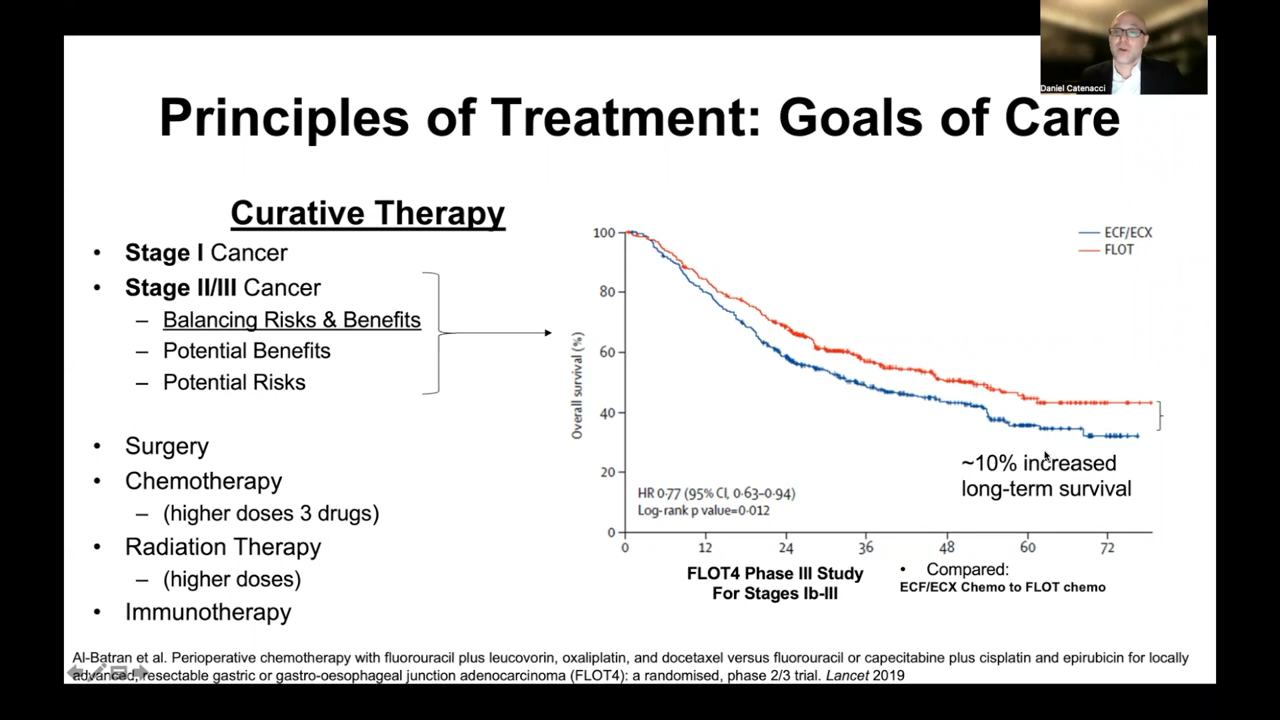 Daniel Catenacci
Principles of Treatment: Goals of Care
Curative Therapy
• Stage I Cancer
• Stage II/III Cancer
– Balancing Risks & Benefits
– Potential Benefits
– Potential Risks
• Surgery
• Chemotherapy
– (higher doses 3 drugs)
• Radiation Therapy
– (higher doses)
• Immunotherapy
ECF/ECX
FLOT
Overall survival (%)
100
80
60
40
20
0
HR 0·77 (95% CI, 0·63–0·94)
Log-rank p value=0·012
~10% increased
long-term survival
0 12 24 36 48 60 72
FLOT4 Phase III Study
For Stages Ib-III
• Compared:
ECF/ECX Chemo to FLOT chemo
Al-Batran et al. Perioperative chemotherapy with fluorouracil plus leucovorin, oxaliplatin, and docetaxel versus fluorouracil or capecitabine plus cisplatin and epirubicin for locally
advanced, resectable gastric or gastro-oesophageal junction adenocarcinoma (FLOT4): a randomised, phase 2/3 trial. Lancet 2019